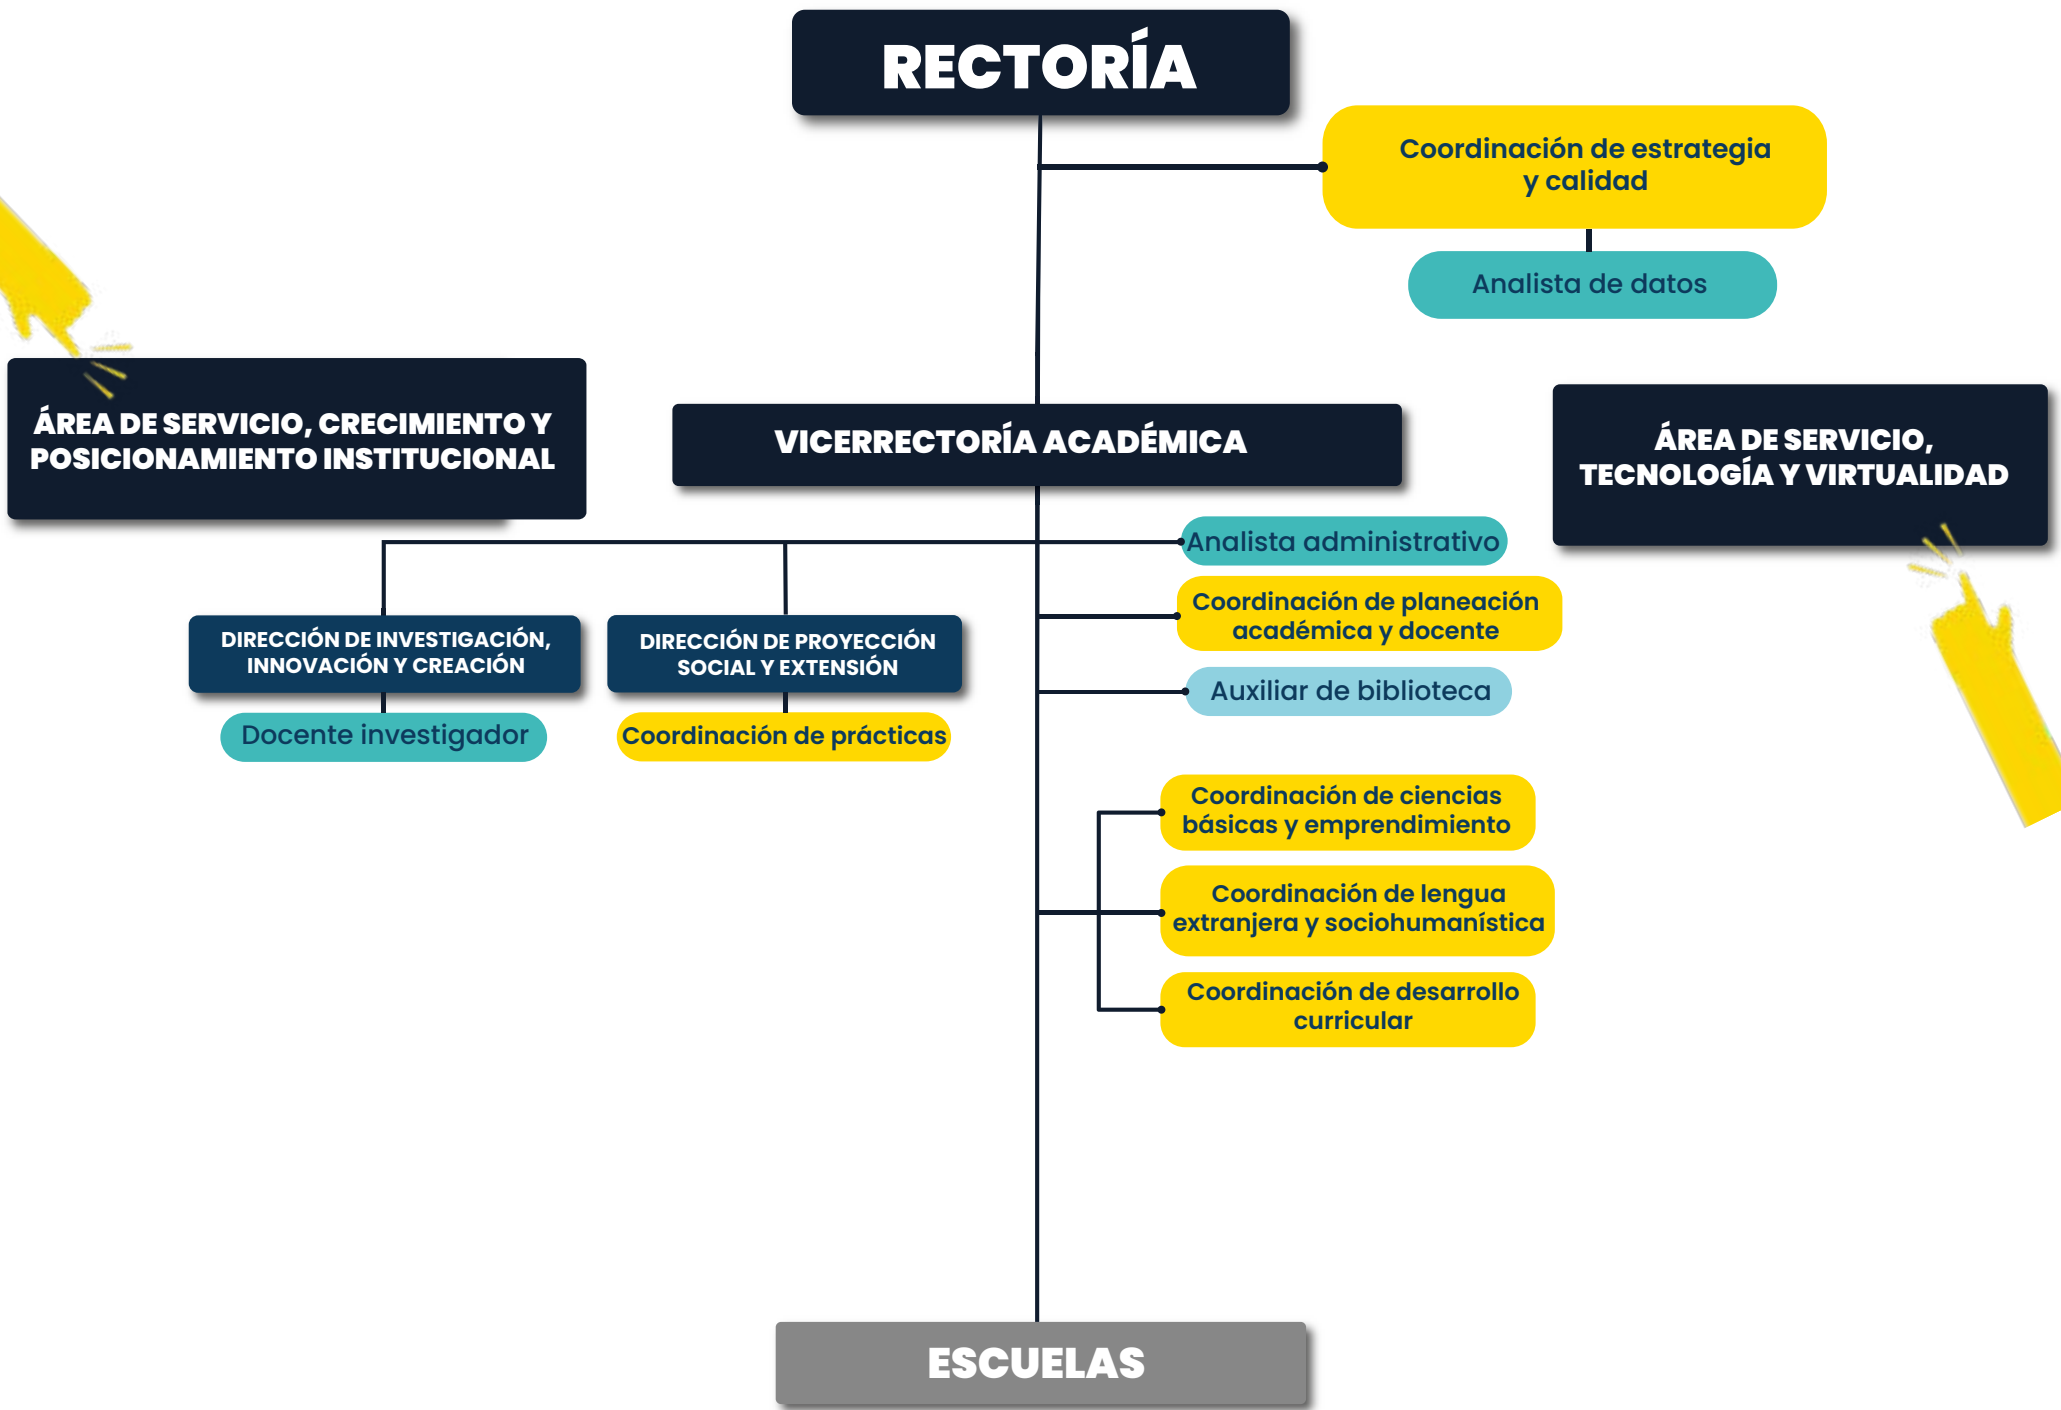 RECTORÍA
Coordinación de estrategia
y calidad
Analista de datos
ÁREA DE SERVICIO, CRECIMIENTO Y
POSICIONAMIENTO INSTITUCIONAL
VICERRECTORÍA ACADÉMICA
ÁREA DE SERVICIO,
TECNOLOGÍA Y VIRTUALIDAD
Analista administrativo
Coordinación de planeación
académica y docente
Auxiliar de biblioteca
DIRECCIÓN DE INVESTIGACIÓN,
INNOVACIÓN Y CREACIÓN
Docente investigador
DIRECCIÓN DE PROYECCIÓN
SOCIAL Y EXTENSIÓN
Coordinación de prácticas
Coordinación de ciencias
básicas y emprendimiento
Coordinación de lengua
extranjera y sociohumanística
Coordinación de desarrollo
curricular
ESCUELAS